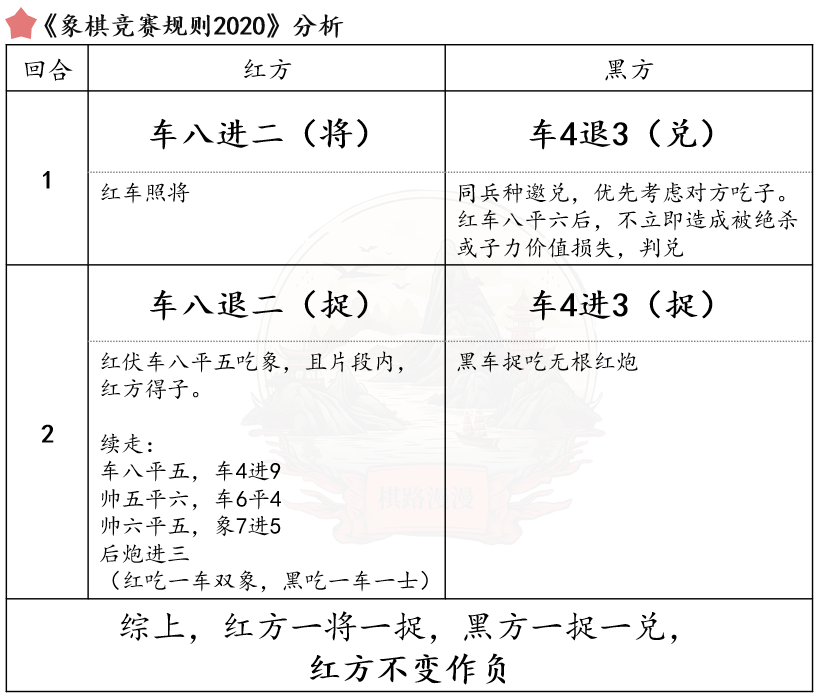 《象棋竞赛规则2020》分析
回合
红方
黑方
1
车八进二（将）
车4退3（兑）
红车照将
同兵种邀兑，优先考虑对方吃子。
红车八平六后，不立即造成被绝杀
或子力价值损失，判兑
2
车八退二（捉）
车4进3（捉）
红伏车八平五吃象，且片段内，
红方得子。
续走：
车八平五，车4进9
帅五平六，车6平4
帅六平五，象7进5
后炮进三
（红吃一车双象，黑吃一车一士）
黑车捉吃无根红炮
棋路漫漫
综上，红方一将一捉，黑方一捉一兑，
红方不变作负